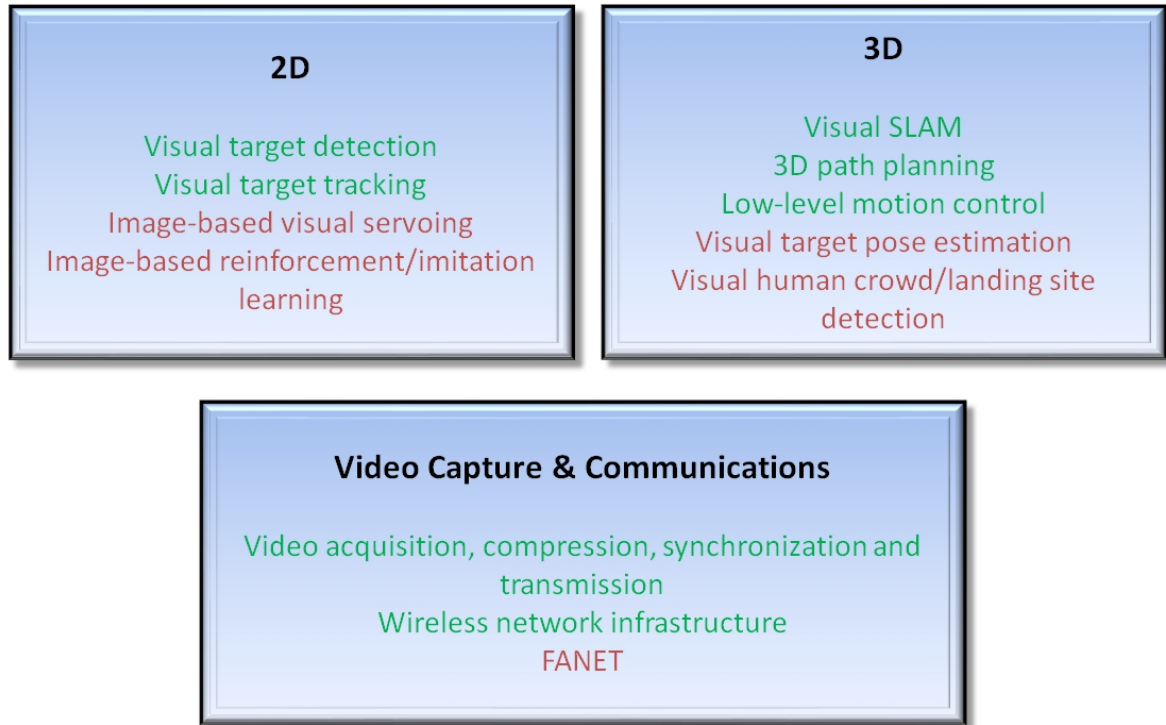 2D
Visual target detection
Visual target tracking
Image-based visual servoing
Image-based reinforcement/imitation
learning
3D
Visual SLAM
3D path planning
Low-level motion control
Visual target pose estimation
Visual human crowd/landing site
detection
Video Capture & Communications
Video acquisition, compression, synchronization and
transmission
Wireless network infrastructure
FANET